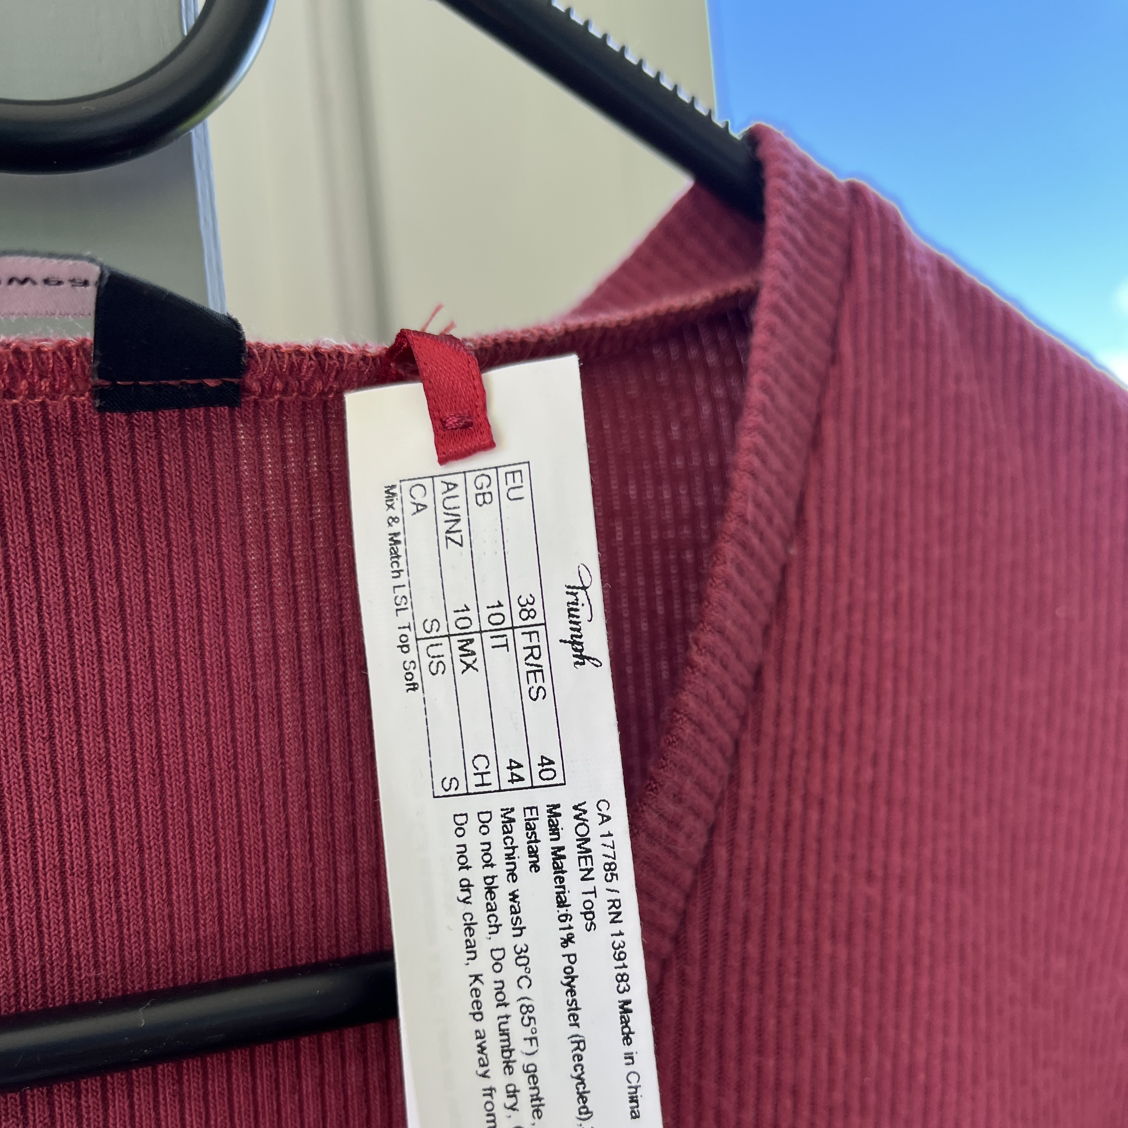 Triumph
EU 38 FR/ES 40
GB 10 IT 44
AU/NZ 10 MX CH
CA S US S
Mix & Match LSL Top Soft
CA 17785 / RN 139183 Made in China
WOMEN Tops
Main Material:61% Polyester (Recycled),
Elastane
Machine wash 30°C (85°F) gentle,
Do not bleach, Do not tumble dry,
Do not dry clean, Keep away from